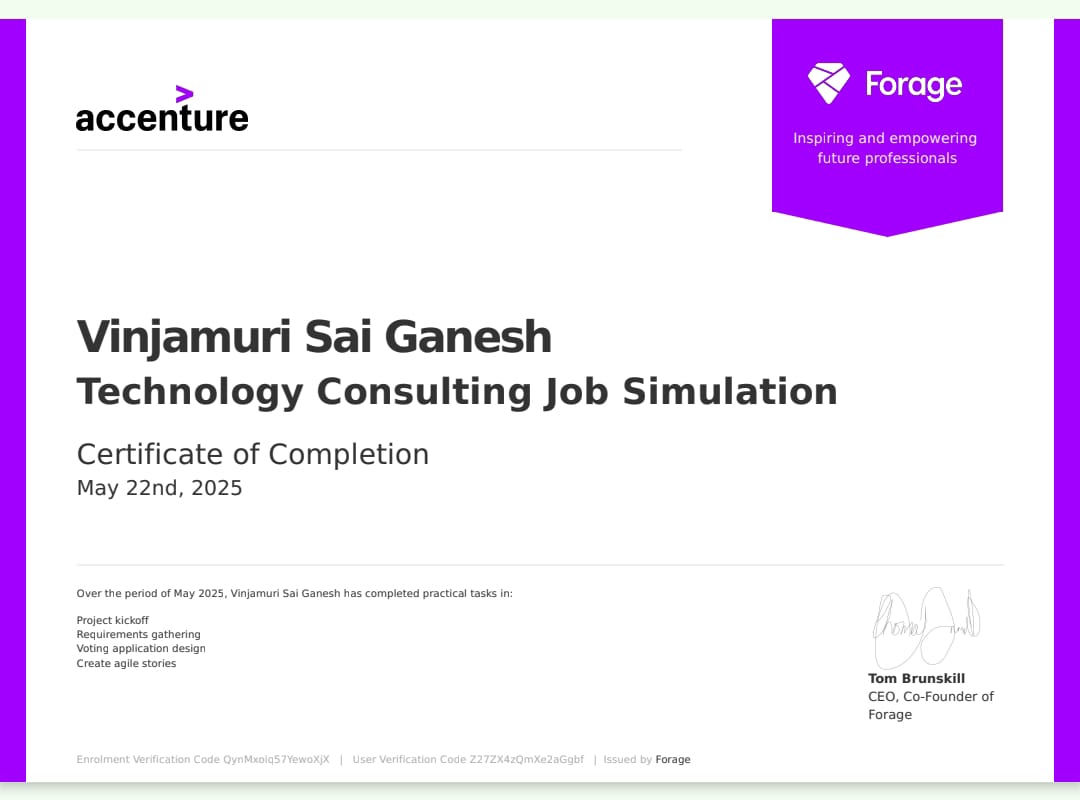 accenture
Forage
Inspiring and empowering
future professionals
Vinjamuri Sai Ganesh
Technology Consulting Job Simulation
Certificate of Completion
May 22nd, 2025
Over the period of May 2025, Vinjamuri Sai Ganesh has completed practical tasks in:
Project kickoff
Requirements gathering
Voting application design
Create agile stories
Tom Brunskill
CEO, Co-Founder of
Forage
Enrolment Verification Code QynMxoiq57YewoXjX | User Verification Code Z27ZX4zQmXe2aGgbf | Issued by Forage